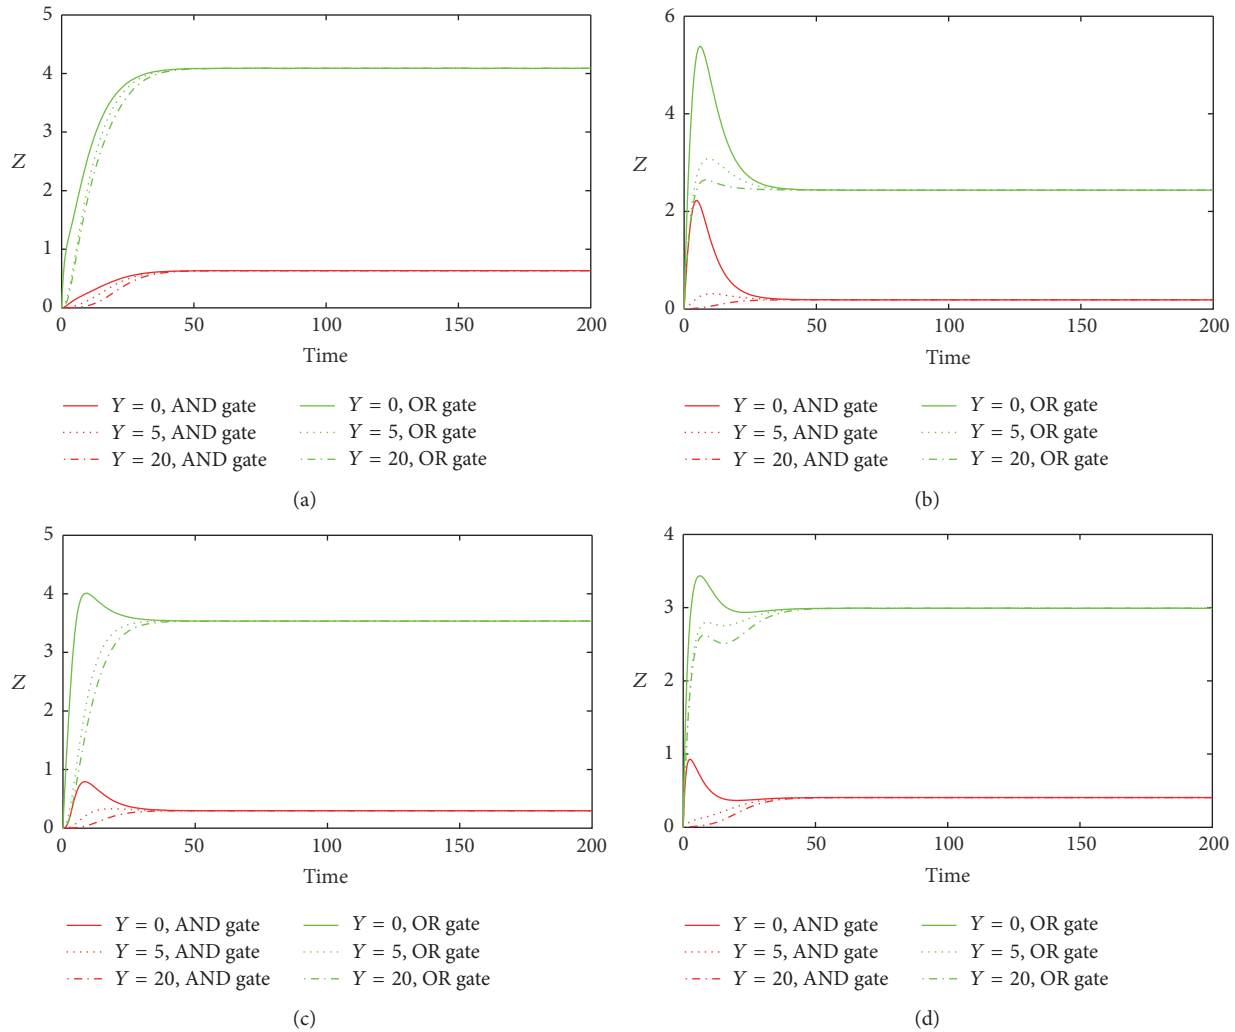 5
4
3
Z
2
1
0
0 50 100 150 200
Time
Y = 0, AND gate Y = 0, OR gate
Y = 5, AND gate Y = 5, OR gate
Y = 20, AND gate Y = 20, OR gate
(a)
6
4
Z
2
0
0 50 100 150 200
Time
Y = 0, AND gate Y = 0, OR gate
Y = 5, AND gate Y = 5, OR gate
Y = 20, AND gate Y = 20, OR gate
(b)
5
4
3
Z
2
1
0
0 50 100 150 200
Time
Y = 0, AND gate Y = 0, OR gate
Y = 5, AND gate Y = 5, OR gate
Y = 20, AND gate Y = 20, OR gate
(c)
4
3
Z
2
1
0
0 50 100 150 200
Time
Y = 0, AND gate Y = 0, OR gate
Y = 5, AND gate Y = 5, OR gate
Y = 20, AND gate Y = 20, OR gate
(d)